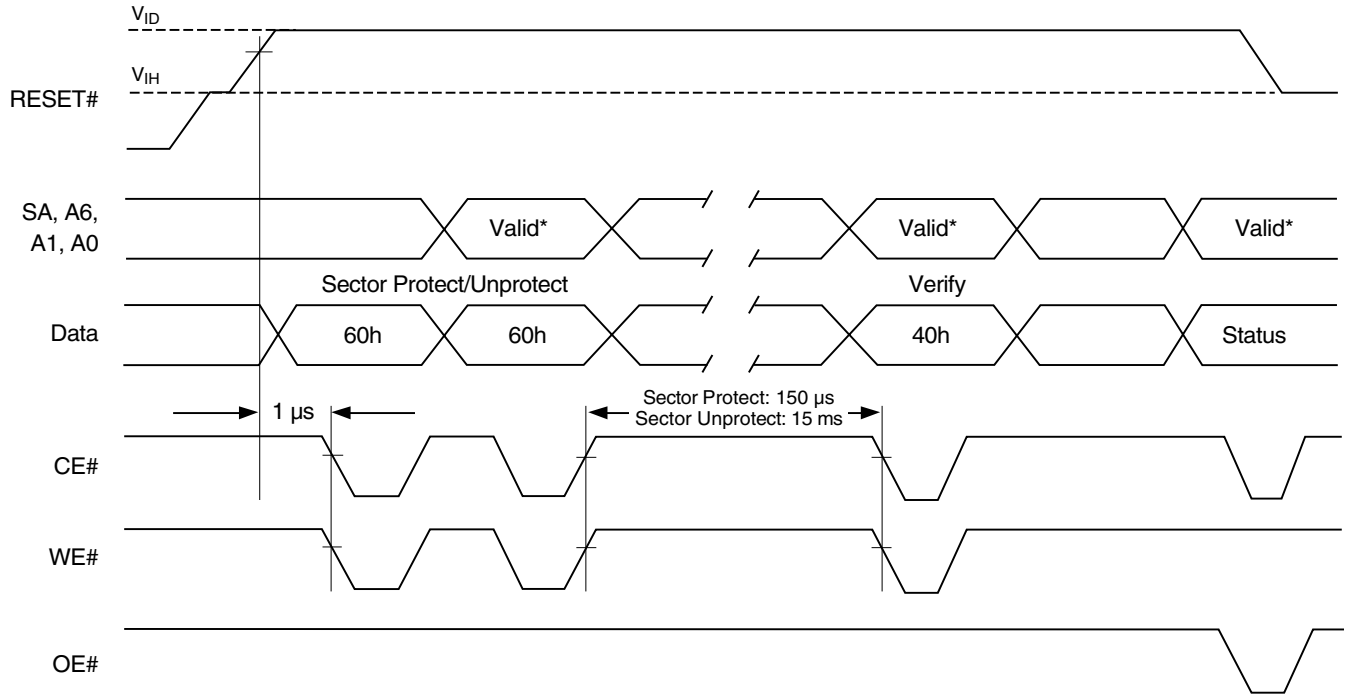 VID
VIH
RESET#
SA, A6,
A1, A0
Valid*
Valid*
Valid*
Sector Protect/Unprotect
Verify
Data
60h
60h
40h
Status
1 µs
Sector Protect: 150 µs
Sector Unprotect: 15 ms
CE#
WE#
OE#